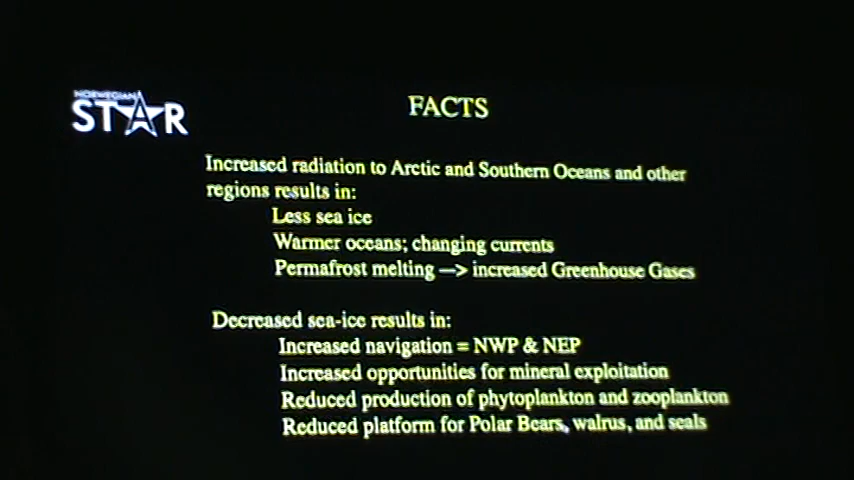 NORWEGIAN
STAR
FACTS
Increased radiation to Arctic and Southern Oceans and other
regions results in:
Less sea ice
Warmer oceans; changing currents
Permafrost melting —> increased Greenhouse Gases
Decreased sea-ice results in:
Increased navigation = NWP & NEP
Increased opportunities for mineral exploitation
Reduced production of phytoplankton and zooplankton
Reduced platform for Polar Bears, walrus, and seals